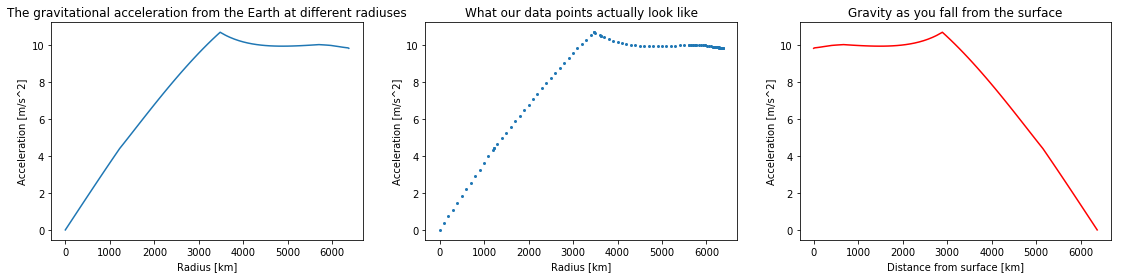 The gravitational acceleration from the Earth at different radiuses
10
8
6
4
2
0
Acceleration [m/s^2]
0 1000 2000 3000 4000 5000 6000
Radius [km]
What our data points actually look like
10
8
6
4
2
0
Acceleration [m/s^2]
0 1000 2000 3000 4000 5000 6000
Radius [km]
Gravity as you fall from the surface
10
8
6
4
2
0
Acceleration [m/s^2]
0 1000 2000 3000 4000 5000 6000
Distance from surface [km]